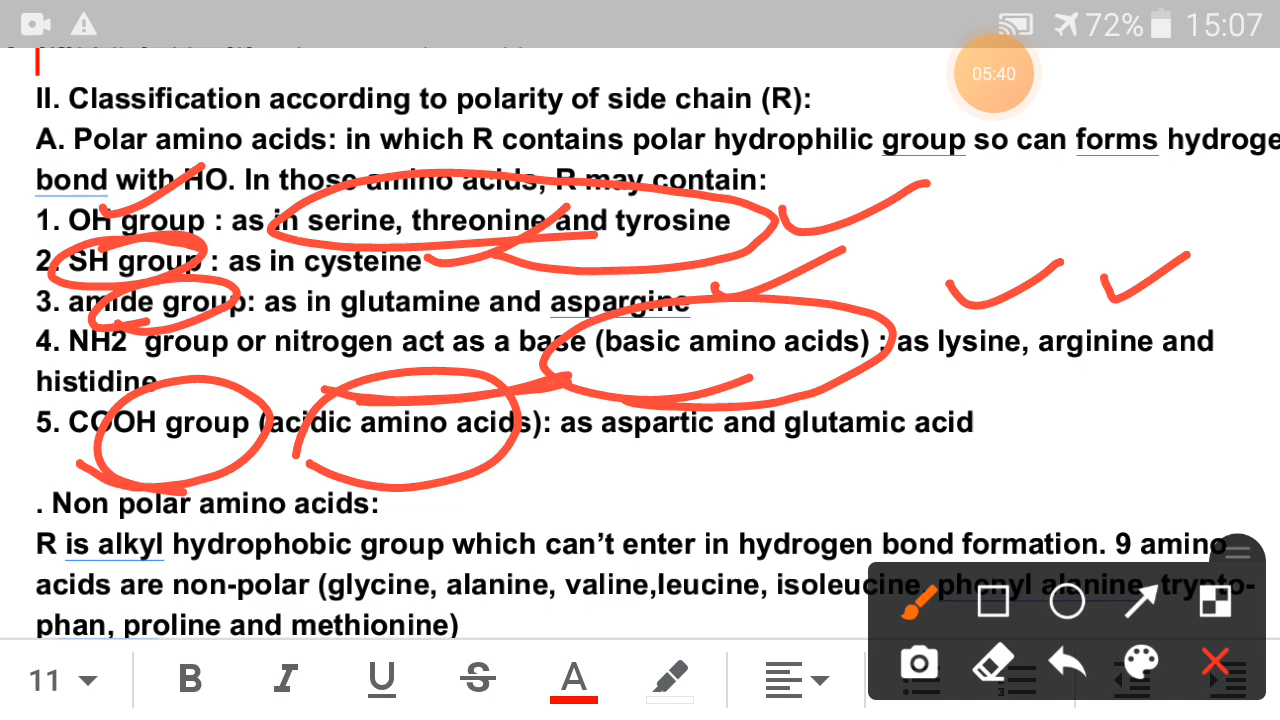 72% 15:07
05:40
II. Classification according to polarity of side chain (R):
A. Polar amino acids: in which R contains polar hydrophilic group so can forms hydroge
bond with HO. In those amino acids, R may contain:
1. OH group : as in serine, threonine and tyrosine
2. SH group : as in cysteine
3. amide group: as in glutamine and aspargine
4. NH2 group or nitrogen act as a base (basic amino acids) : as lysine, arginine and
histidine
5. COOH group (acidic amino acids): as aspartic and glutamic acid
. Non polar amino acids:
R is alkyl hydrophobic group which can’t enter in hydrogen bond formation. 9 amino
acids are non-polar (glycine, alanine, valine,leucine, isoleucine, phenyl alanine, trypto-
phan, proline and methionine)
11 B I U S A